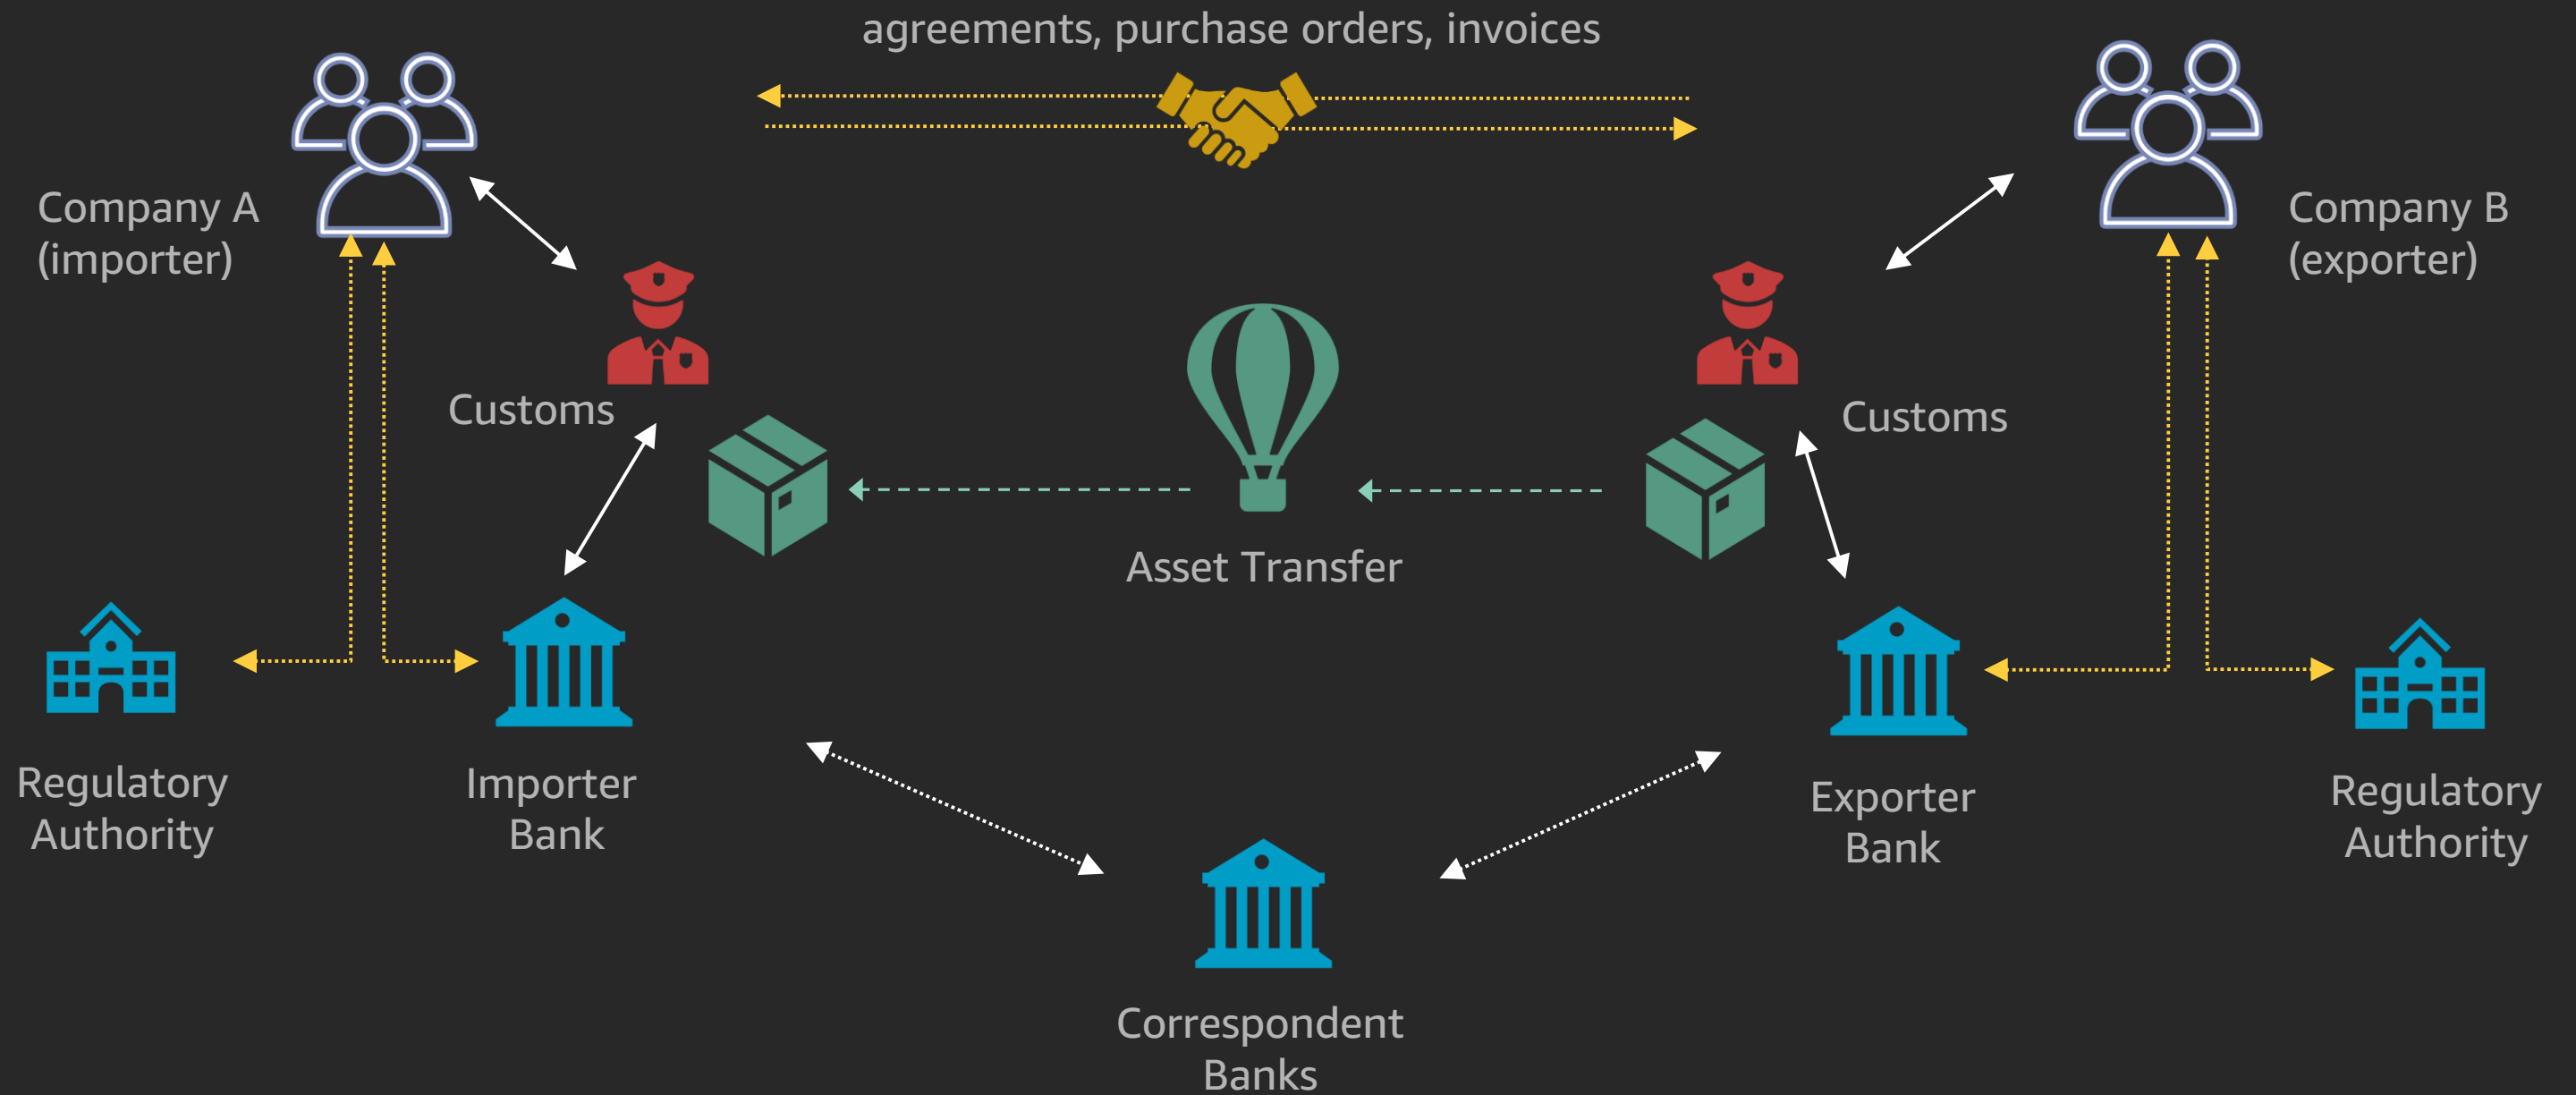 agreements, purchase orders, invoices
Company A
(importer)
Company B
(exporter)
Customs
Customs
Asset Transfer
Regulatory
Authority
Importer
Bank
Exporter
Bank
Regulatory
Authority
Correspondent
Banks